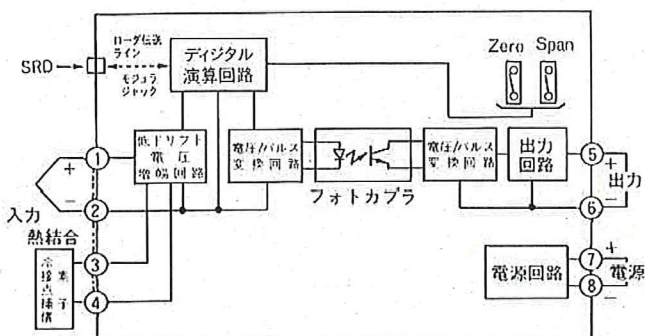 ローダ伝送
ライン
SRD
モジュラ
ジャック
ディジタル
演算回路
Zero Span
低ドリフト
電圧
増幅回路
電圧/パルス
変換回路
フォトカプラ
電圧/パルス
変換回路
出力
回路
① + 
② −
入力
熱結合
③
④
冷接点補償
素子
⑤ +
出力
⑥ −
電源回路
⑦ +
電源
⑧ −